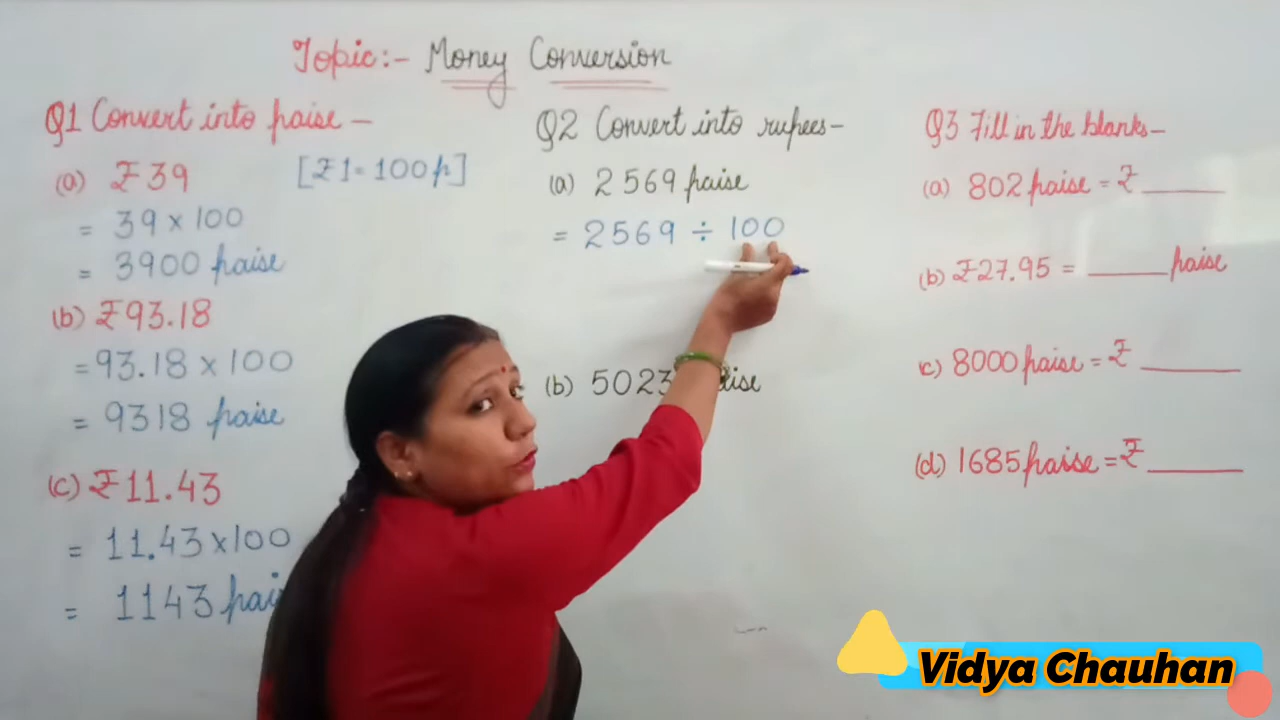 Topic:- Money Conversion
Q1 Convert into paise-
(a) ₹39 [₹1=100p]
= 39 x 100
= 3900 paise
(b) ₹93.18
= 93.18 x 100
= 9318 paise
(c) ₹11.43
= 11.43 x 100
= 1143
Q2 Convert into rupees-
(a) 2569 paise
= 2569 ÷ 100
(b) 5023
Q3 Fill in the blanks-
(a) 802 paise = ₹ ______
(b) ₹27.95 = ______ paise
(c) 8000 paise = ₹ ______
(d) 1685 paise = ₹ ______
Vidya Chauhan